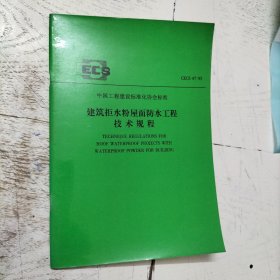 ECS
CECS 47:93
中国工程建设标准化协会标准
建筑拒水粉屋面防水工程
技术规程
TECHNIQUE REGULATIONS FOR
ROOF WATERPROOF PROJECTS WITH
WATERPROOF POWDER FOR BUILDING